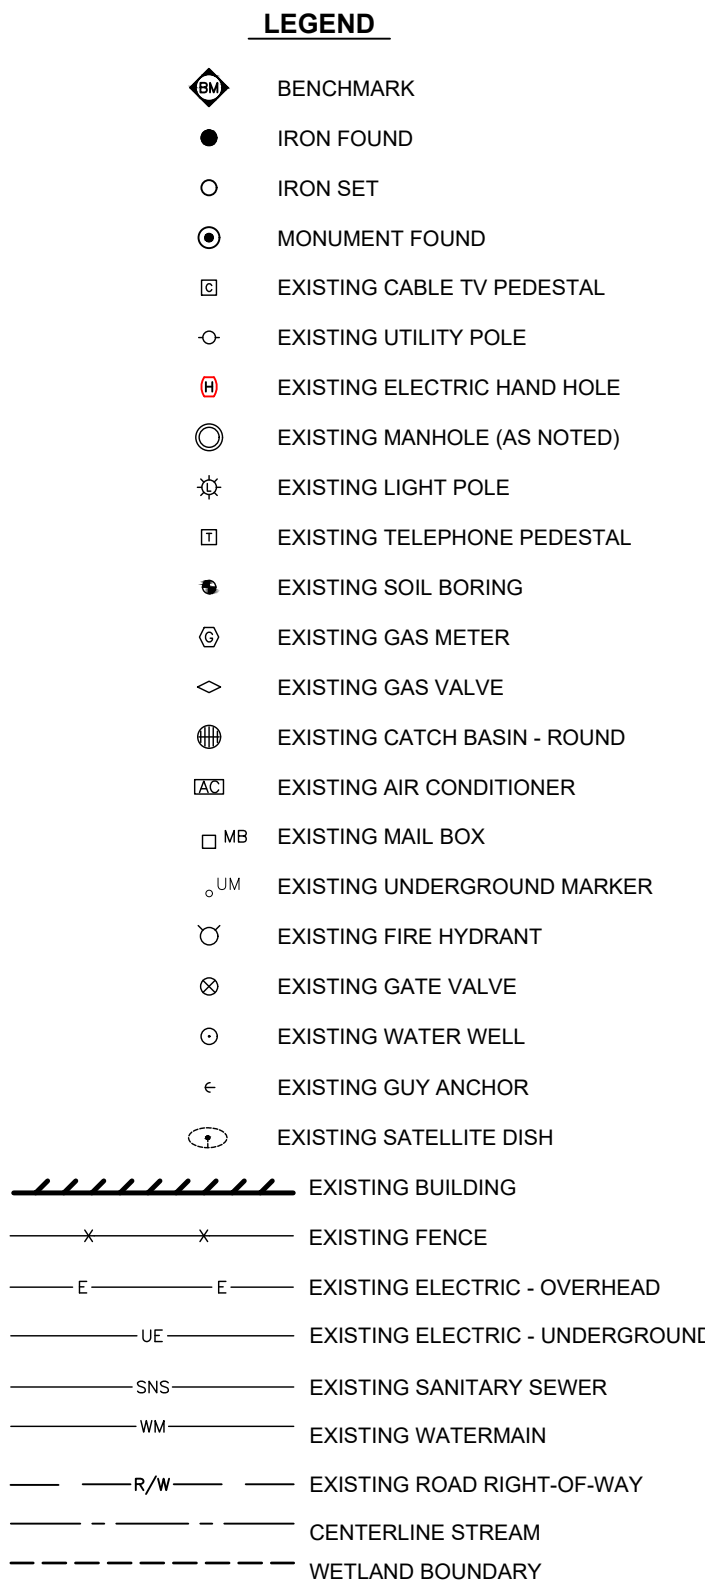 LEGEND
BM BENCHMARK
IRON FOUND
IRON SET
MONUMENT FOUND
C EXISTING CABLE TV PEDESTAL
EXISTING UTILITY POLE
H EXISTING ELECTRIC HAND HOLE
EXISTING MANHOLE (AS NOTED)
L EXISTING LIGHT POLE
T EXISTING TELEPHONE PEDESTAL
EXISTING SOIL BORING
G EXISTING GAS METER
EXISTING GAS VALVE
EXISTING CATCH BASIN - ROUND
AC EXISTING AIR CONDITIONER
MB EXISTING MAIL BOX
UM EXISTING UNDERGROUND MARKER
EXISTING FIRE HYDRANT
EXISTING GATE VALVE
EXISTING WATER WELL
EXISTING GUY ANCHOR
EXISTING SATELLITE DISH
EXISTING BUILDING
X X EXISTING FENCE
E E EXISTING ELECTRIC - OVERHEAD
UE EXISTING ELECTRIC - UNDERGROUND
SNS EXISTING SANITARY SEWER
WM EXISTING WATERMAIN
R/W EXISTING ROAD RIGHT-OF-WAY
CENTERLINE STREAM
WETLAND BOUNDARY